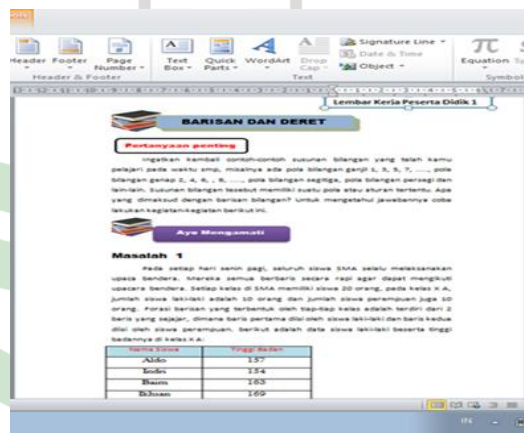 Header Footer Page Number Text Box Quick Parts WordArt Drop Cap Signature Line Equation
Date & Time
Object
Header & Footer Text Symbol
Lembar Kerja Peserta Didik 1
BARISAN DAN DERET
Pertanyaan penting
Ingatkan kembali contoh-contoh susunan bilangan yang telah kamu
pelajari pada waktu smp, misalnya ada pola bilangan ganjil 1, 3, 5, 7, ...., pola
bilangan genap 2, 4, 6, , 8, ...., pola bilangan segitiga, pola bilangan persegi dan
lain-lain. Susunan bilangan tersebut memiliki suatu pola atau aturan tertentu. Apa
yang dimaksud dengan barisan bilangan? Untuk mengetahui jawabannya coba
lakukan kegiatan-kegiatan berikut ini.
Ayo Mengamati
Masalah 1
Pada setiap hari senin pagi, seluruh siswa SMA selalu melaksanakan
upaca bendera. Mereka semua berbaris secara rapi agar dapat mengikuti
upacara bendera. Setiap kelas di SMA memiliki siswa 20 orang, pada kelas X A,
jumlah siswa laki-laki adalah 10 orang dan jumlah siswa perempuan juga 10
orang. Forasi barisan yang terbentuk oleh tiap-tiap kelas adalah terdiri dari 2
baris yang sejajar, dimana baris pertama diisi oleh siswa laki-laki dan baris kedua
diisi oleh siswa perempuan. berikut adalah data siswa laki-laki beserta tinggi
badannya di kelas X A:
Nama Siswa Tinggi Badan
Aldo 157
Indri 154
Baim 163
Ikhsan 169
IN